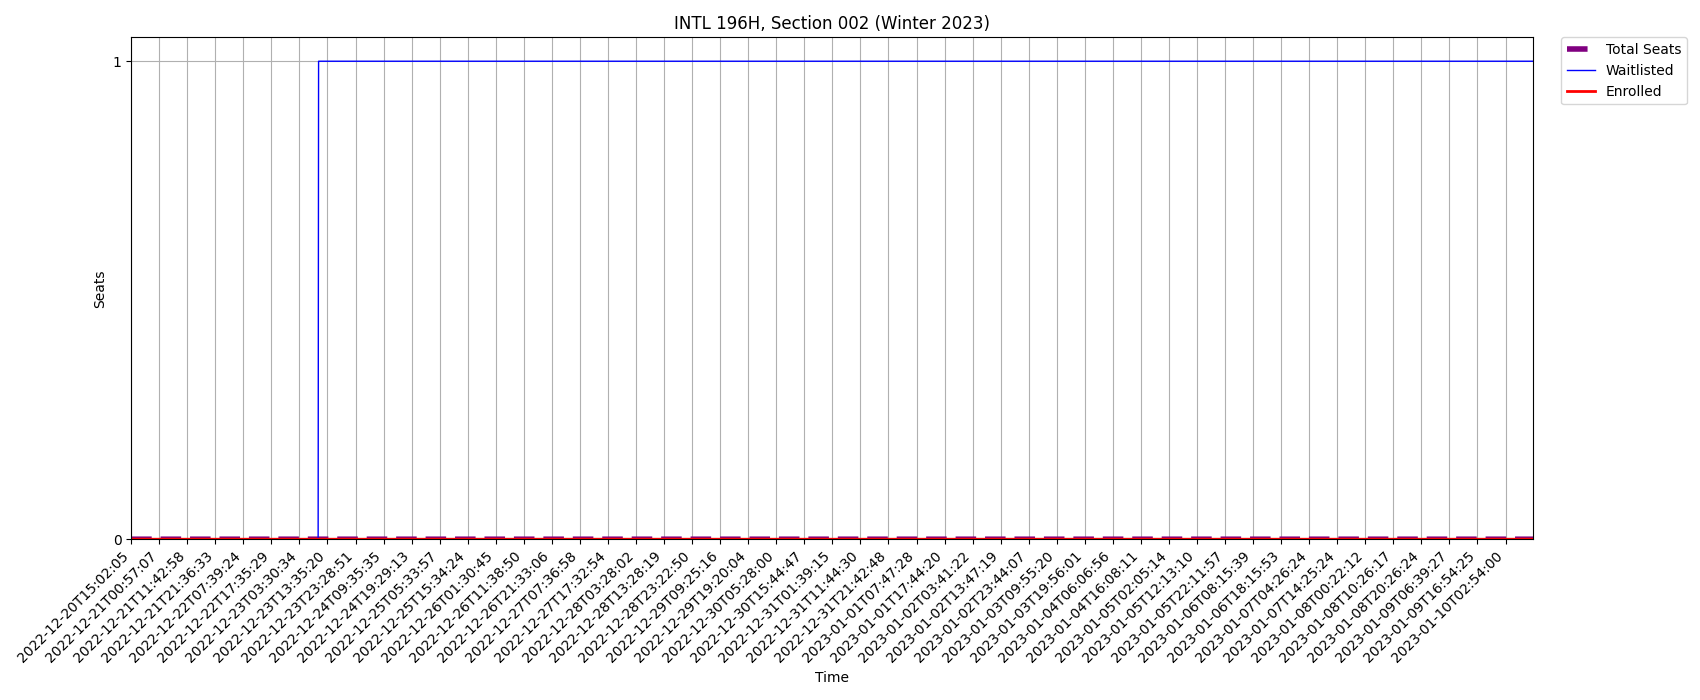 INTL 196H, Section 002 (Winter 2023)
Total Seats
Waitlisted
Enrolled
1
0
Seats
2022-12-20T15:02:05
2022-12-21T00:57:07
2022-12-21T11:42:58
2022-12-21T21:36:33
2022-12-22T07:39:24
2022-12-22T17:35:29
2022-12-23T03:30:34
2022-12-23T13:35:20
2022-12-23T23:28:51
2022-12-24T09:35:35
2022-12-24T19:29:13
2022-12-25T05:33:57
2022-12-25T15:34:24
2022-12-26T01:30:45
2022-12-26T11:38:50
2022-12-26T21:33:06
2022-12-27T07:36:58
2022-12-27T17:32:54
2022-12-28T03:28:02
2022-12-28T13:28:19
2022-12-28T23:22:50
2022-12-29T09:25:16
2022-12-29T19:20:04
2022-12-30T05:28:00
2022-12-30T15:44:47
2022-12-31T01:39:15
2022-12-31T11:44:30
2022-12-31T21:42:48
2023-01-01T07:47:28
2023-01-01T17:44:20
2023-01-02T03:41:22
2023-01-02T13:47:19
2023-01-02T23:44:07
2023-01-03T09:55:20
2023-01-03T19:56:01
2023-01-04T06:06:56
2023-01-04T16:08:11
2023-01-05T02:05:14
2023-01-05T12:13:10
2023-01-05T22:11:57
2023-01-06T08:15:39
2023-01-06T18:15:53
2023-01-07T04:26:24
2023-01-07T14:25:24
2023-01-08T00:22:12
2023-01-08T10:26:17
2023-01-08T20:26:24
2023-01-09T06:39:27
2023-01-09T16:54:25
2023-01-10T02:54:00
Time